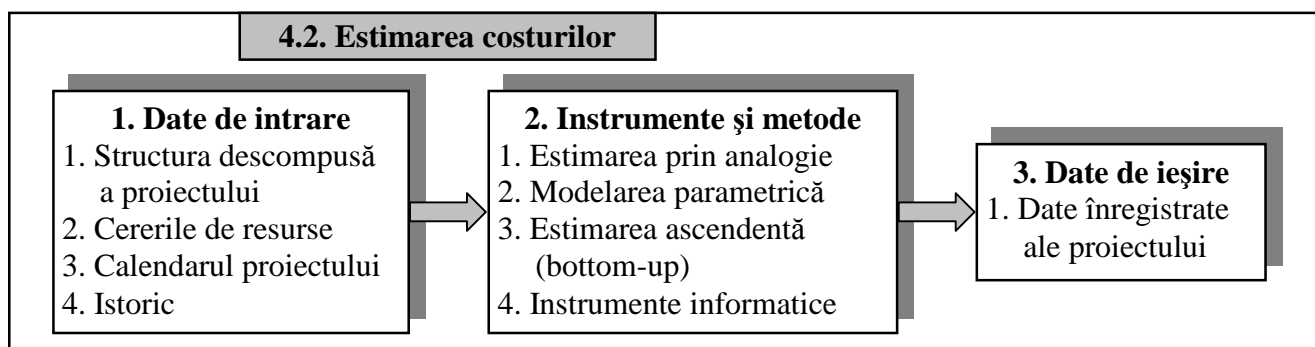 4.2. Estimarea costurilor
1. Date de intrare
1. Structura descompusă
a proiectului
2. Cererile de resurse
3. Calendarul proiectului
4. Istoric
2. Instrumente şi metode
1. Estimarea prin analogie
2. Modelarea parametrică
3. Estimarea ascendentă
(bottom-up)
4. Instrumente informatice
3. Date de ieşire
1. Date înregistrate
ale proiectului